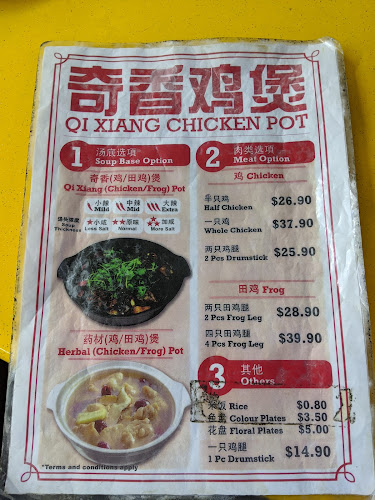 奇香鸡煲
QI XIANG CHICKEN POT
1 汤底选项
Soup Base Option
奇香(鸡/田鸡)煲
Qi Xiang (Chicken/Frog) Pot
小辣 Mild
中辣 Mid
大辣 Extra
Soup Thickness
小咸 Less Salt
原味 Normal
加咸 More Salt
药材(鸡/田鸡)煲
Herbal (Chicken/Frog) Pot
*Terms and conditions apply
2 肉类选项
Meat Option
鸡 Chicken
半只鸡
Half Chicken $26.90
一只鸡
Whole Chicken $37.90
两只鸡腿
2 Pcs Drumstick $25.90
田鸡 Frog
两只田鸡腿
2 Pcs Frog Leg $28.90
四只田鸡腿
4 Pcs Frog Leg $39.90
3 其他
Others
饭 Rice $0.80
盘 Colour Plates $3.50
花盘 Floral Plates $5.00
一只鸡腿
1 Pc Drumstick $14.90